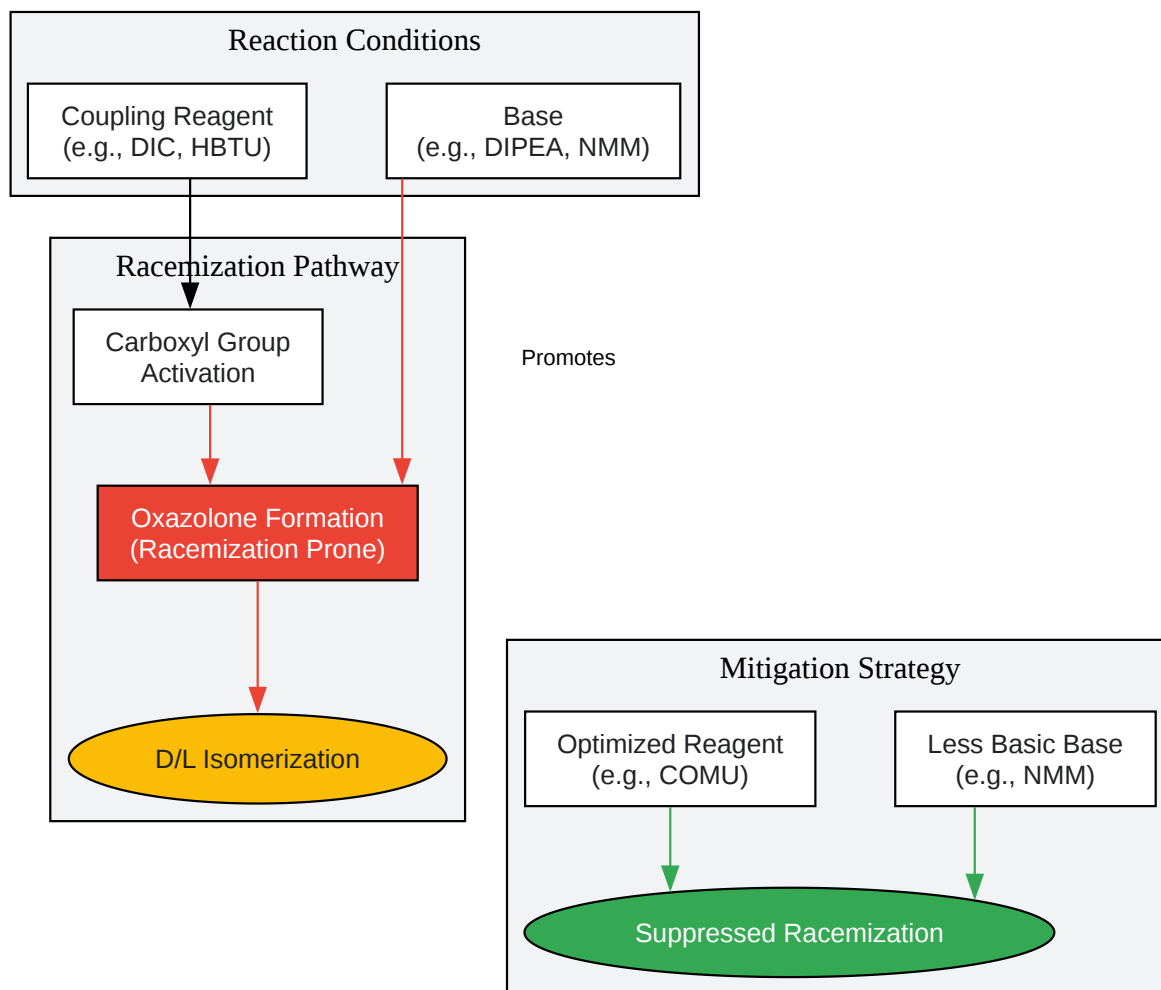 Reaction Conditions
Coupling Reagent
(e.g., DIC, HBTU)
Base
(e.g., DIPEA, NMM)
Racemization Pathway
Carboxyl Group
Activation
Promotes
Oxazolone Formation
(Racemization Prone)
D/L Isomerization
Mitigation Strategy
Optimized Reagent
(e.g., COMU)
Less Basic Base
(e.g., NMM)
Suppressed Racemization